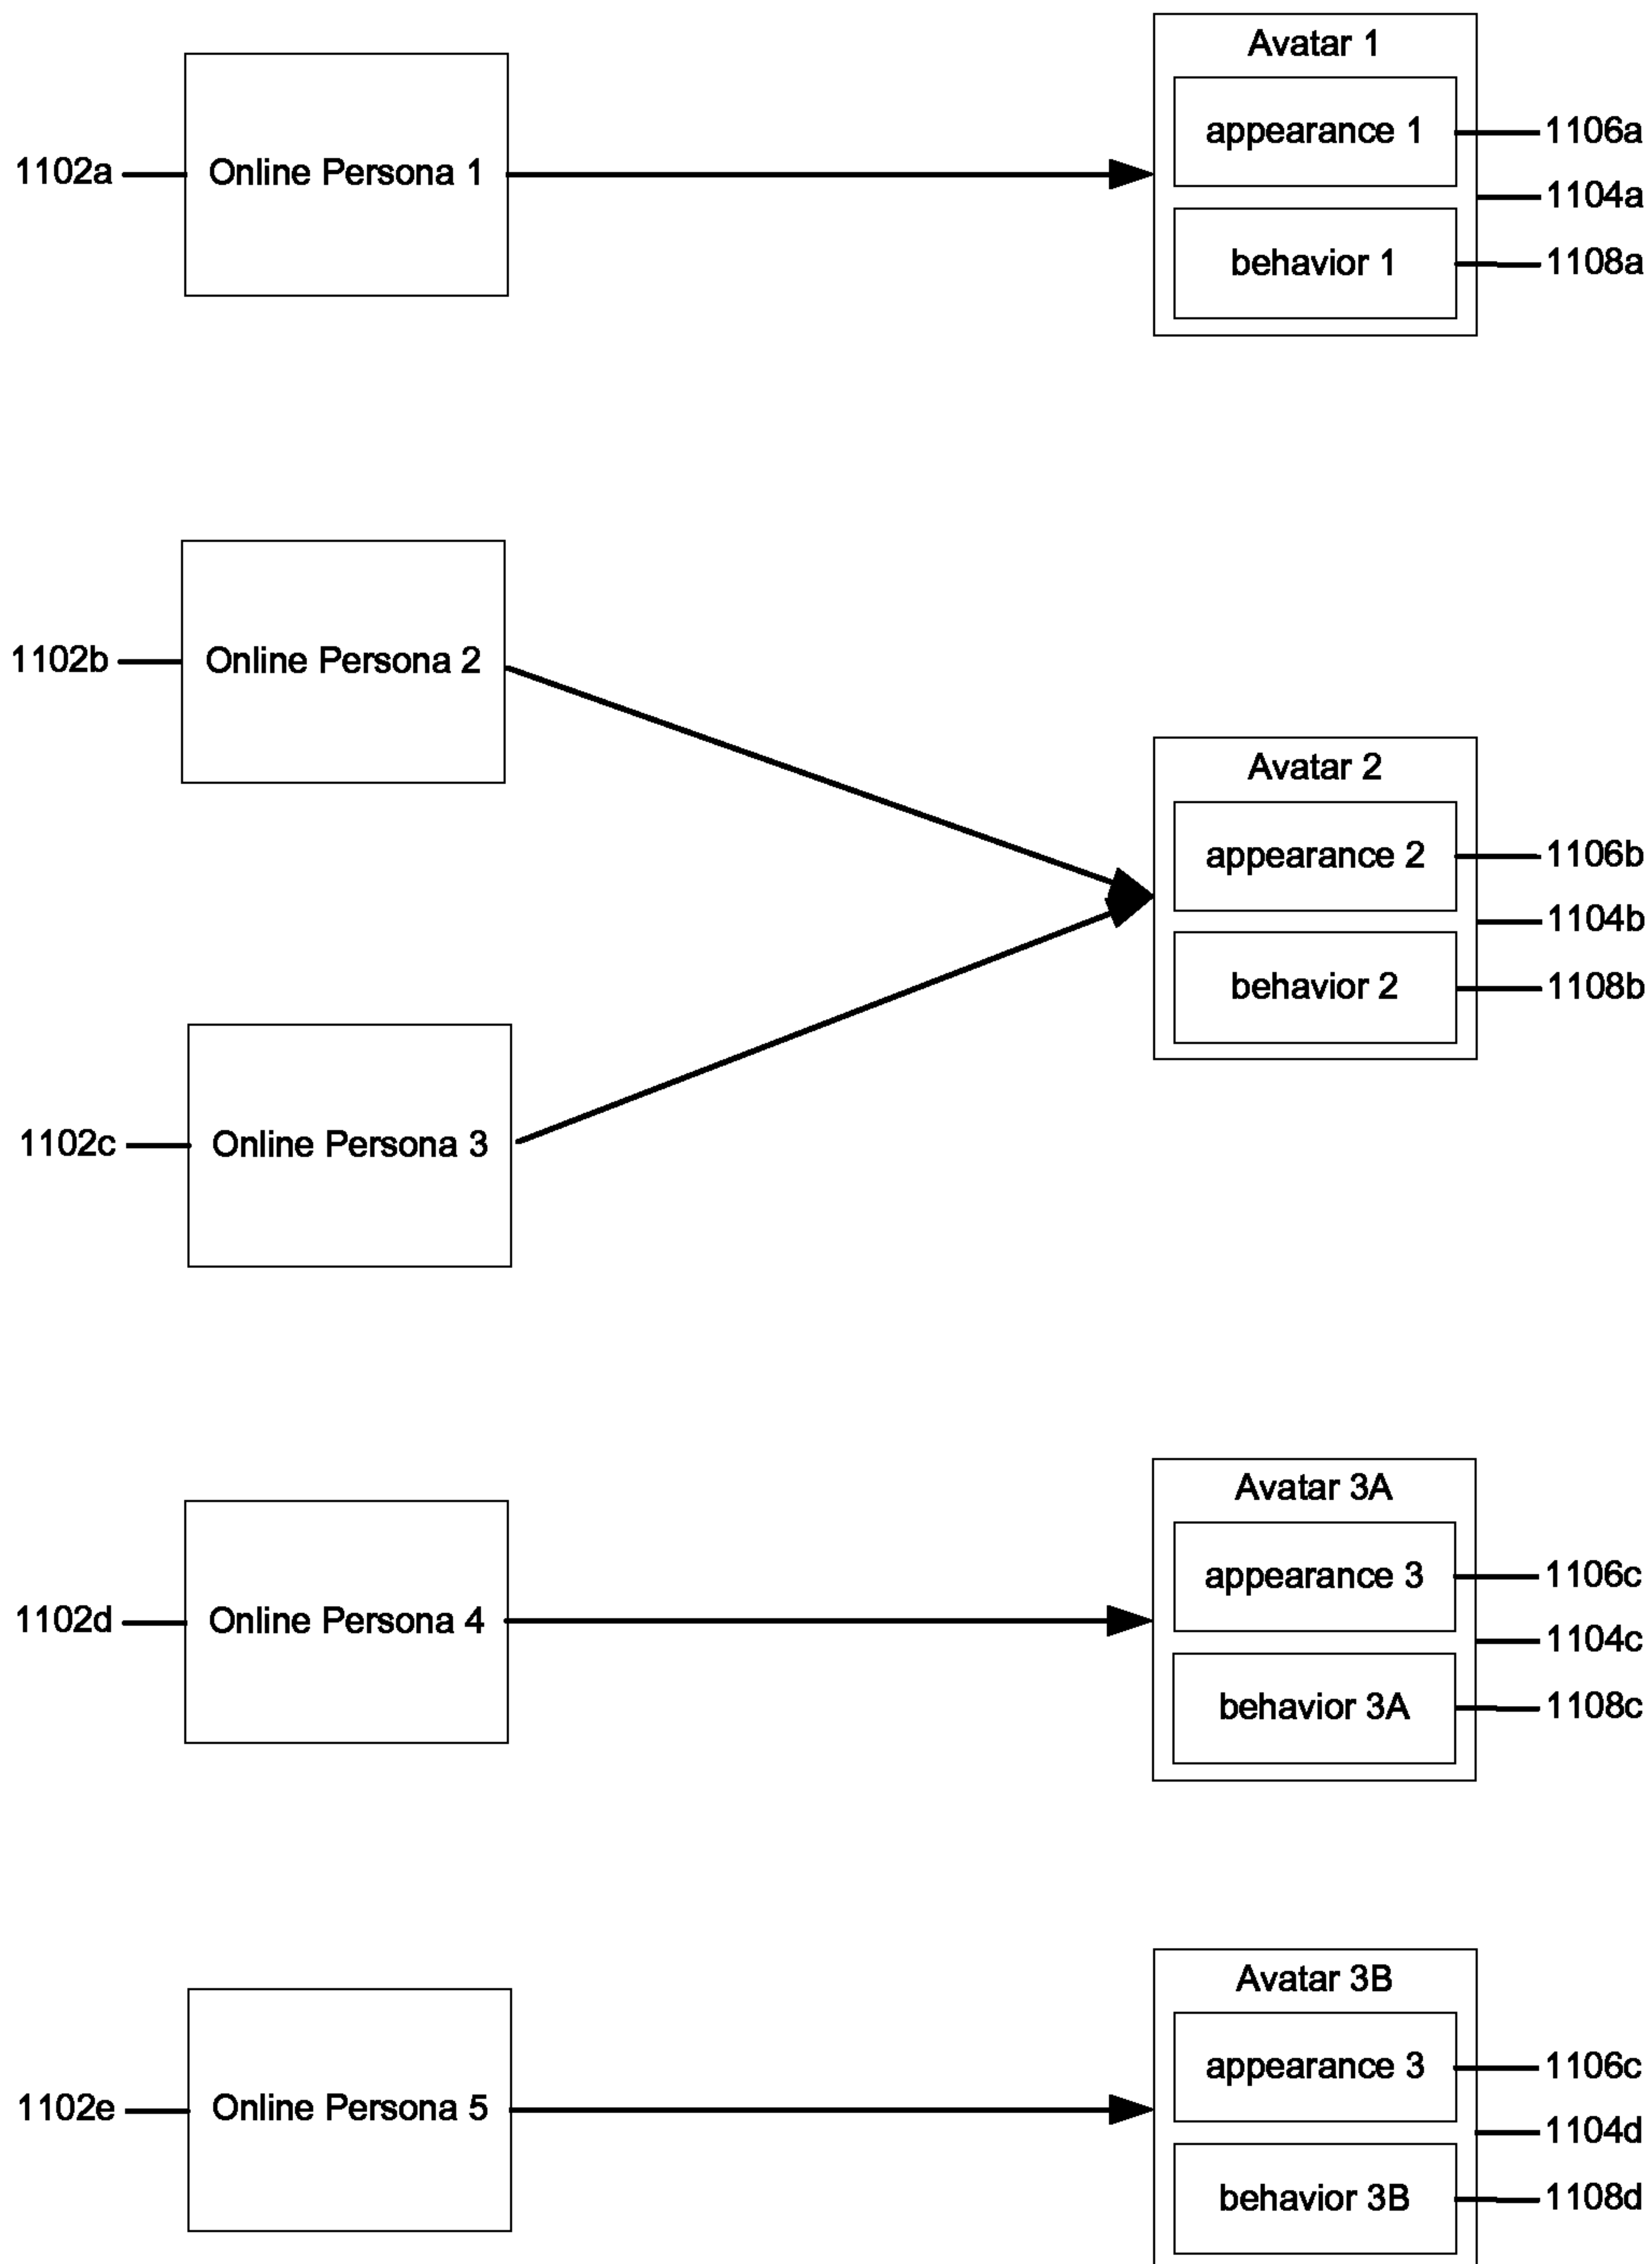 Avatar 1
appearance 1
1106a
1102a
Online Persona 1
1104a
behavior 1
1108a
1102b
Online Persona 2
Avatar 2
appearance 2
1106b
1104b
behavior 2
1108b
1102c
Online Persona 3
Avatar 3A
appearance 3
1106c
1102d
Online Persona 4
1104c
behavior 3A
1108c
Avatar 3B
appearance 3
1106c
1102e
Online Persona 5
1104d
behavior 3B
1108d